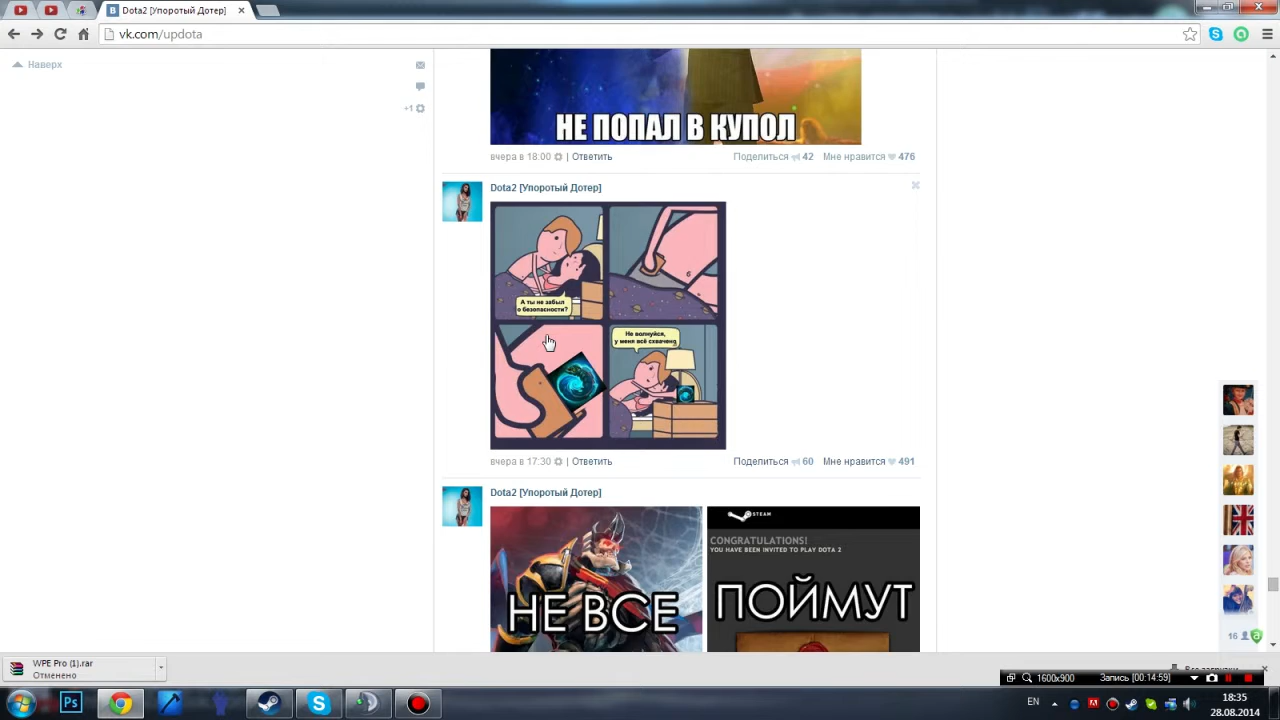 Dota2 [Упоротый Дотер]
vk.com/updota
Наверх
+1
НЕ ПОПАЛ В КУПОЛ
вчера в 18:00 | Ответить
Поделиться 42 Мне нравится 476
Dota2 [Упоротый Дотер]
А ты не забыл
о безопасности?
6
Не волнуйся,
у меня всё схвачено
вчера в 17:30 | Ответить
Поделиться 60 Мне нравится 491
Dota2 [Упоротый Дотер]
НЕ ВСЕ
STEAM
CONGRATULATIONS!
YOU HAVE BEEN INVITED TO PLAY DOTA 2
ПОЙМУТ
16
WPE Pro (1).rar
Отменено
1600x900 Запись [00:14:59]
EN
18:35
28.08.2014